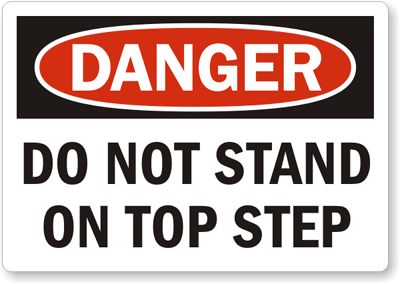 DANGER
DO NOT STAND
ON TOP STEP